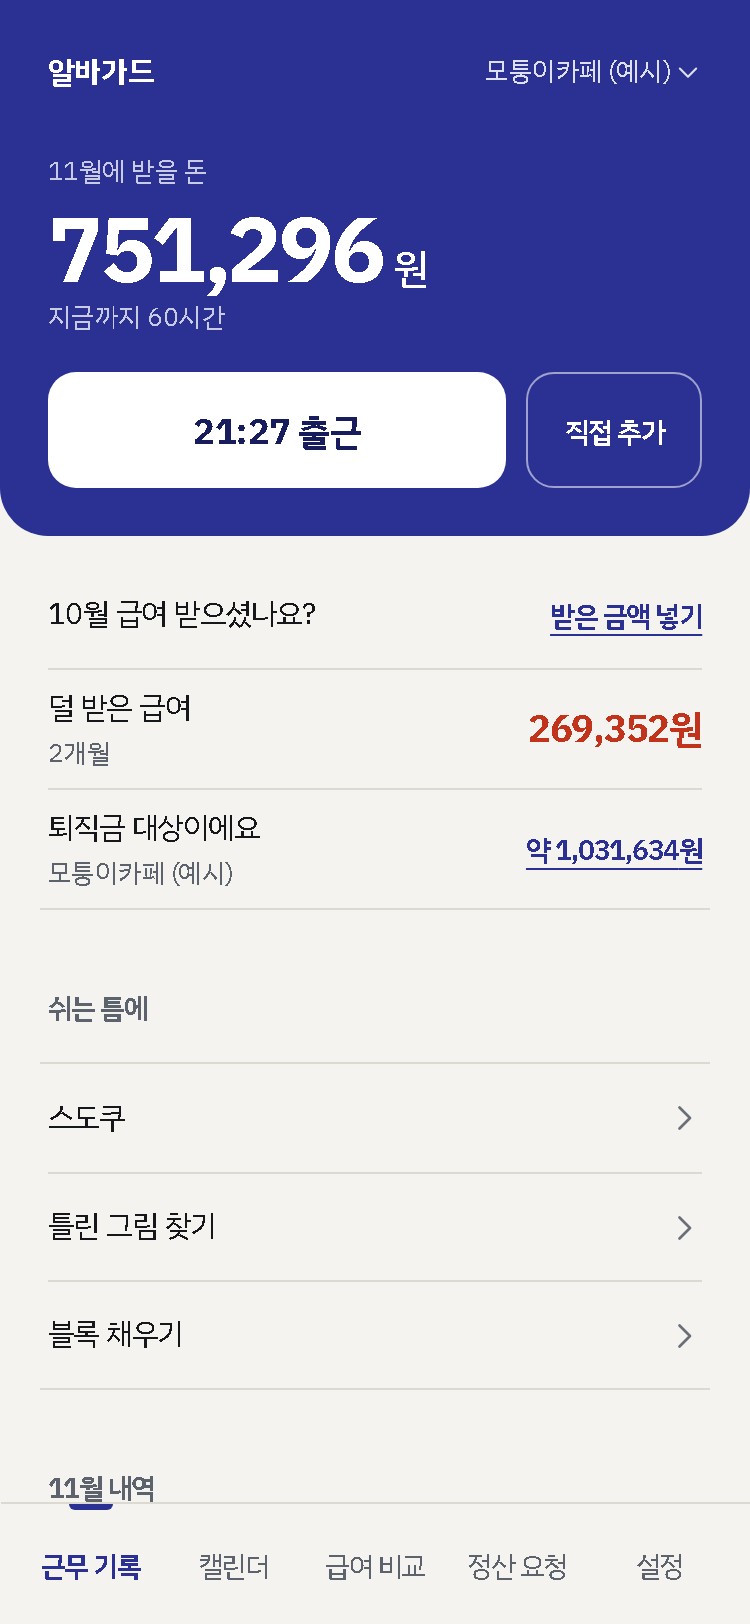 알바가드
모퉁이카페 (예시)
11월에 받을 돈
751,296 원
지금까지 60시간
21:27 출근
직접 추가
10월 급여 받으셨나요?
받은 금액 넣기
덜 받은 급여
2개월
269,352원
퇴직금 대상이에요
모퉁이카페 (예시)
약 1,031,634원
쉬는 틈에
스도쿠
틀린 그림 찾기
블록 채우기
11월 내역
근무 기록
캘린더
급여 비교
정산 요청
설정